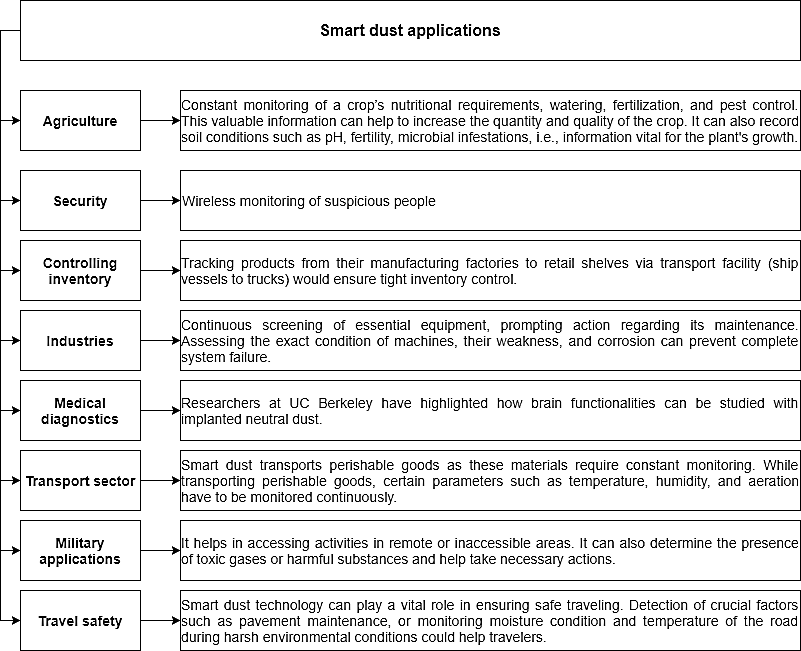 Smart dust applications
Agriculture
Constant monitoring of a crop's nutritional requirements, watering, fertilization, and pest control.
This valuable information can help to increase the quantity and quality of the crop. It can also record
soil conditions such as pH, fertility, microbial infestations, i.e., information vital for the plant's growth.
Security
Wireless monitoring of suspicious people
Controlling
inventory
Tracking products from their manufacturing factories to retail shelves via transport facility (ship
vessels to trucks) would ensure tight inventory control.
Industries
Continuous screening of essential equipment, prompting action regarding its maintenance.
Assessing the exact condition of machines, their weakness, and corrosion can prevent complete
system failure.
Medical
diagnostics
Researchers at UC Berkeley have highlighted how brain functionalities can be studied with
implanted neutral dust.
Transport sector
Smart dust transports perishable goods as these materials require constant monitoring. While
transporting perishable goods, certain parameters such as temperature, humidity, and aeration
have to be monitored continuously.
Military
applications
It helps in accessing activities in remote or inaccessible areas. It can also determine the presence
of toxic gases or harmful substances and help take necessary actions.
Travel safety
Smart dust technology can play a vital role in ensuring safe traveling. Detection of crucial factors
such as pavement maintenance, or monitoring moisture condition and temperature of the road
during harsh environmental conditions could help travelers.